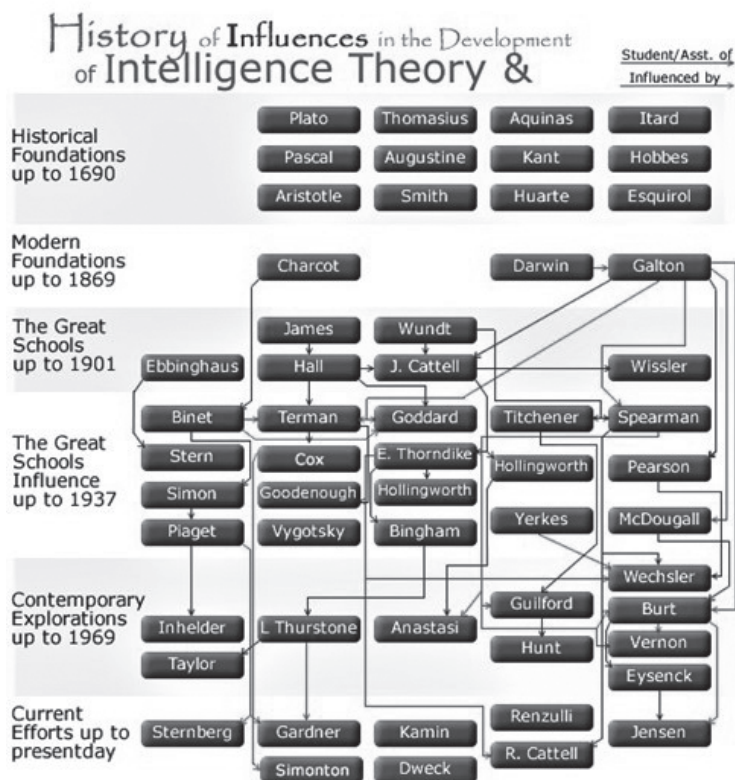 History of Influences in the Development
of Intelligence Theory &
Student/Asst. of
Influenced by
Historical
Foundations
up to 1690
Plato Thomasius Aquinas Itard
Pascal Augustine Kant Hobbes
Aristotle Smith Huarte Esquirol
Modern
Foundations
up to 1869
Charcot Darwin Galton
The Great
Schools
up to 1901
James Wundt
Ebbinghaus Hall J. Cattell Wissler
The Great
Schools
Influence
up to 1937
Binet Terman Goddard Titchener Spearman
Stern Cox E. Thorndike Hollingworth Pearson
Simon Goodenough Hollingworth
Piaget Vygotsky Bingham Yerkes McDougall
Wechsler
Contemporary
Explorations
up to 1969
Guilford Burt
Inhelder L Thurstone Anastasi Hunt Vernon
Taylor Eysenck
Current
Efforts up to
presentday
Sternberg Gardner Kamin Renzulli Jensen
Simonton Dweck R. Cattell